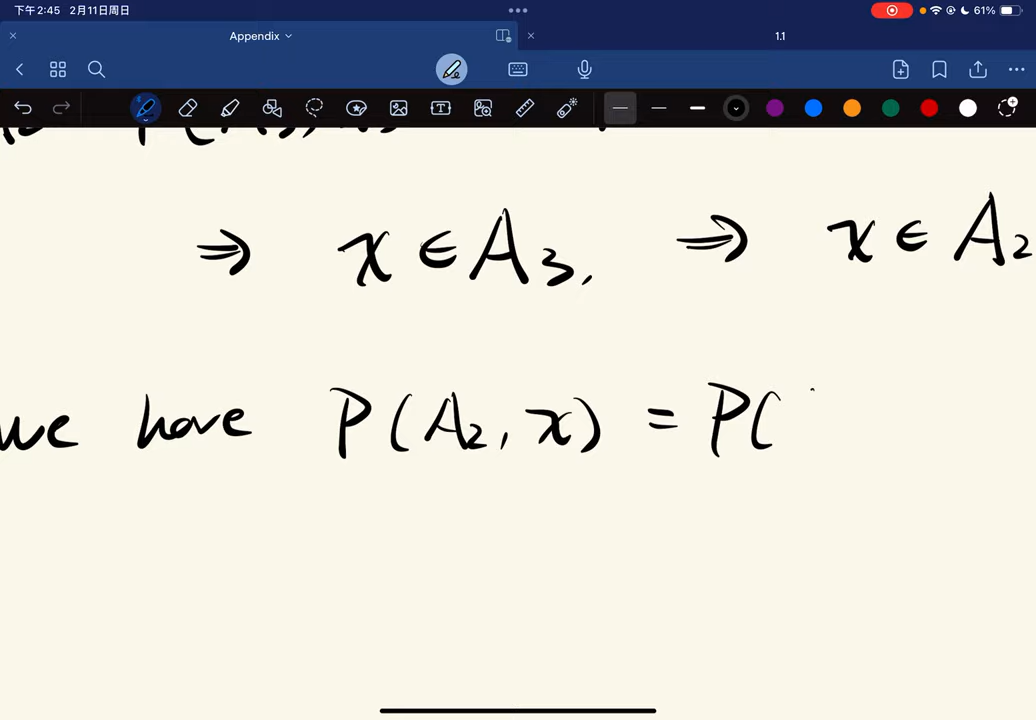 下午2:45 2月11日周日
61%
Appendix
1.1
⇒ x ∈ A₃, ⇒ x ∈ A₂
we have P(A₂, x) = P(